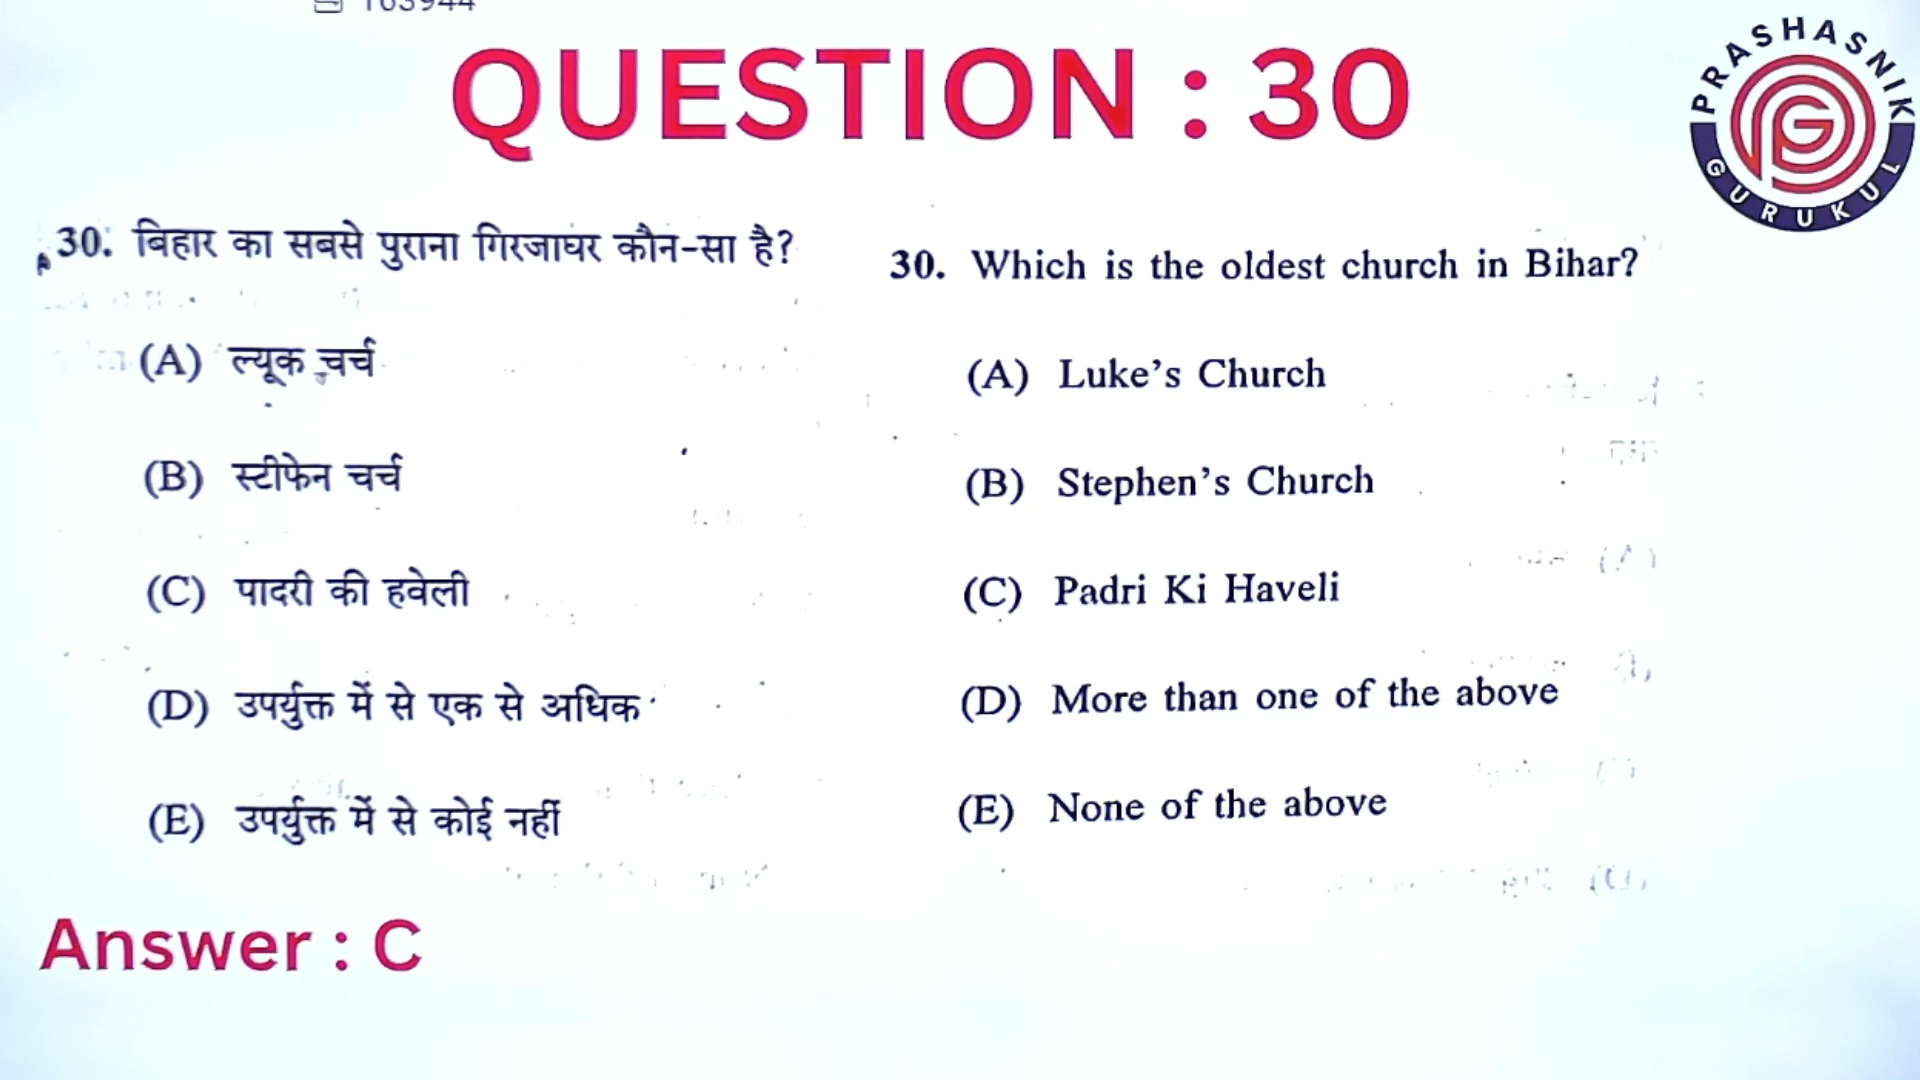 163944
QUESTION : 30
PRASHASNIK
GURUKUL
30. बिहार का सबसे पुराना गिरजाघर कौन-सा है?
(A) ल्यूक चर्च
(B) स्टीफेन चर्च
(C) पादरी की हवेली
(D) उपर्युक्त में से एक से अधिक
(E) उपर्युक्त में से कोई नहीं
30. Which is the oldest church in Bihar?
(A) Luke's Church
(B) Stephen's Church
(C) Padri Ki Haveli
(D) More than one of the above
(E) None of the above
Answer : C